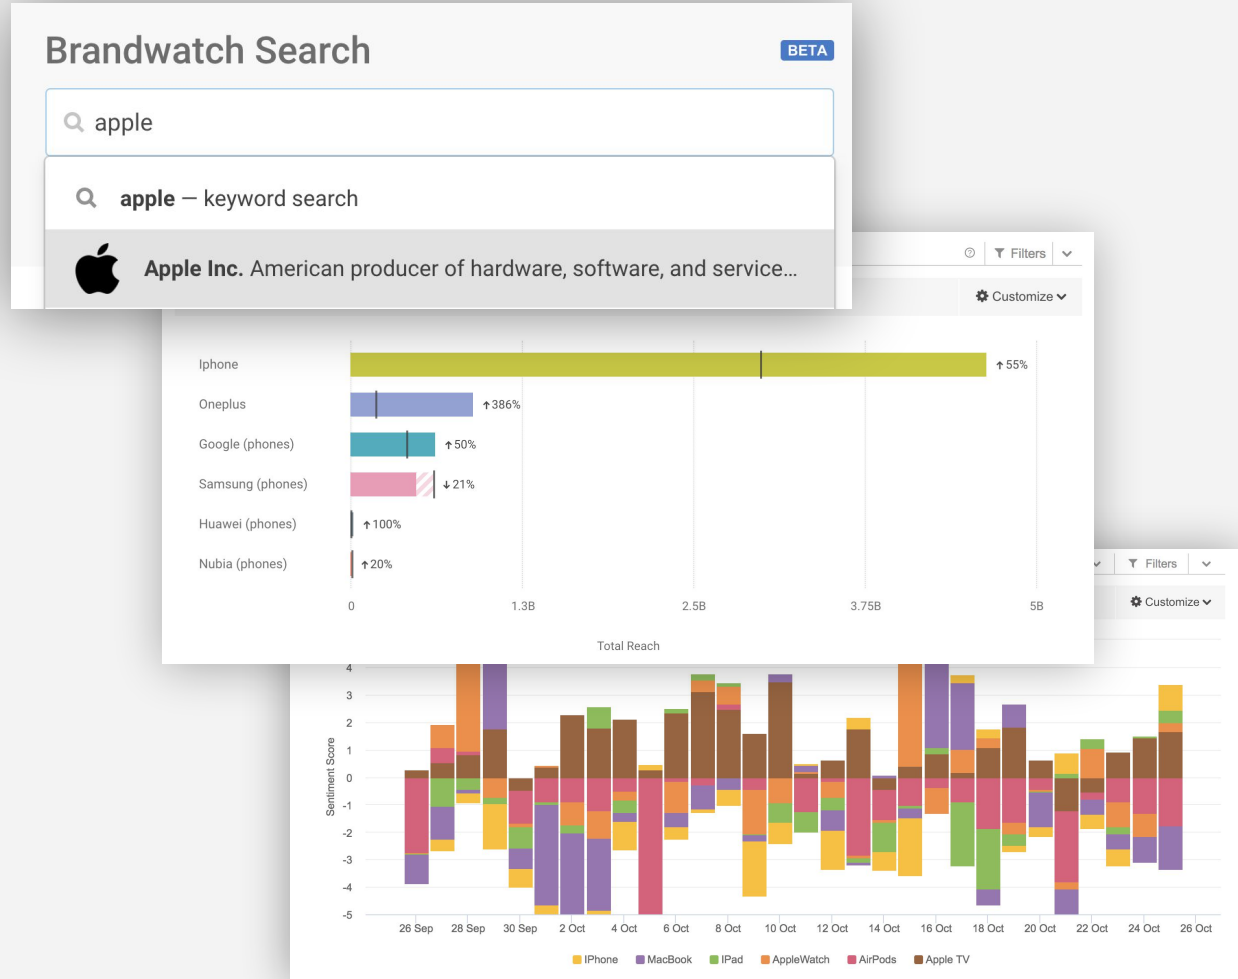 Brandwatch Search
BETA
apple
apple — keyword search
Apple Inc. American producer of hardware, software, and service...
Filters
Customize
Iphone
↑ 55%
Oneplus
↑ 386%
Google (phones)
↑ 50%
Samsung (phones)
↓ 21%
Huawei (phones)
↑ 100%
Nubia (phones)
↑ 20%
0 1.3B 2.5B 3.75B 5B
Total Reach
Filters
Customize
Sentiment Score
4
3
2
1
0
-1
-2
-3
-4
-5
26 Sep 28 Sep 30 Sep 2 Oct 4 Oct 6 Oct 8 Oct 10 Oct 12 Oct 14 Oct 16 Oct 18 Oct 20 Oct 22 Oct 24 Oct 26 Oct
IPhone MacBook IPad AppleWatch AirPods Apple TV